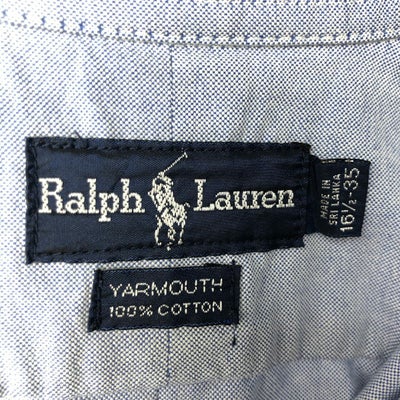 Ralph Lauren
MADE IN
SRI LANKA
16½-35
YARMOUTH
100% COTTON